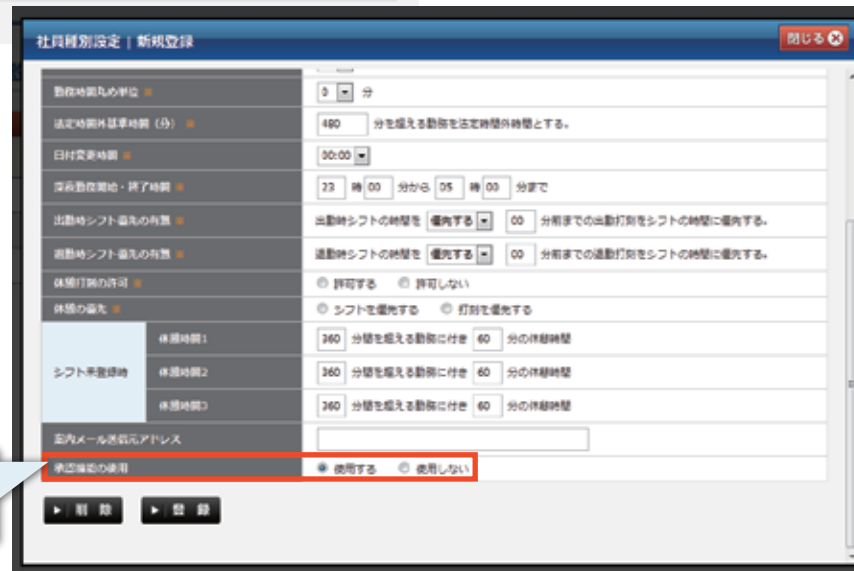 社員種別設定 | 新規登録
閉じる
勤務時間丸め単位 ※
0 分
法定時間外基準時間（分） ※
480 分を超える勤務を法定時間外時間とする。
日付変更時間 ※
00:00
深夜勤務開始・終了時間 ※
23 時 00 分から 05 時 00 分まで
出勤時シフト優先の有無 ※
出勤時シフトの時間を 優先する 00 分前までの出勤打刻をシフトの時間に優先する。
退勤時シフト優先の有無 ※
退勤時シフトの時間を 優先する 00 分前までの退勤打刻をシフトの時間に優先する。
休憩打刻の許可 ※
許可する 許可しない
休憩の優先 ※
シフトを優先する 打刻を優先する
シフト未登録時
休憩時間1
360 分間を超える勤務に付き 60 分の休憩時間
休憩時間2
360 分間を超える勤務に付き 60 分の休憩時間
休憩時間3
360 分間を超える勤務に付き 60 分の休憩時間
案内メール送信元アドレス
承認機能の使用
使用する 使用しない
削 除
登 録